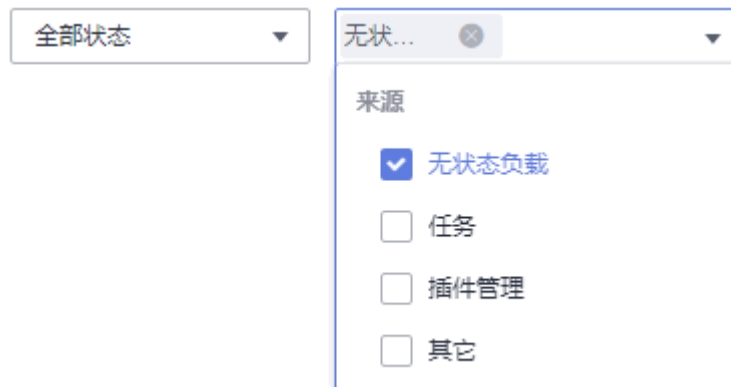 全部状态
无状...
来源
无状态负载
任务
插件管理
其它